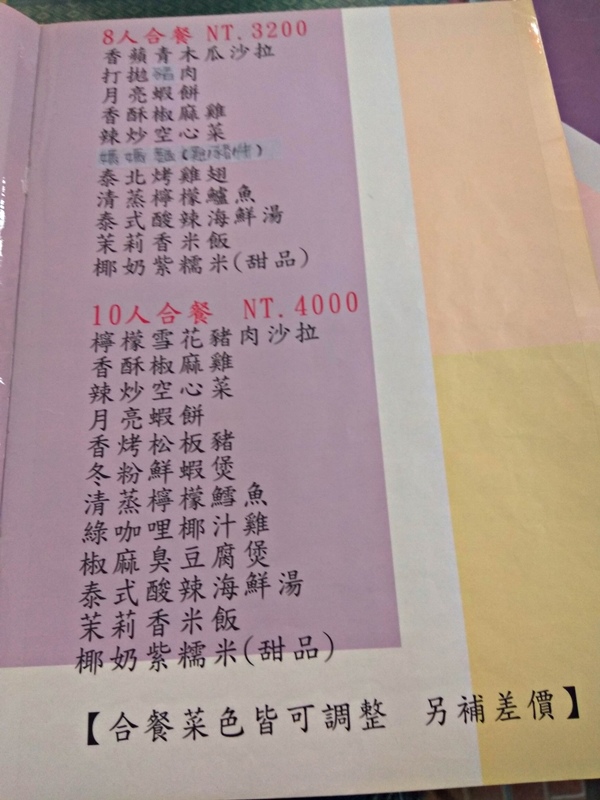 8人合餐 NT.3200
香蘋青木瓜沙拉
打拋豬肉
月亮蝦餅
香酥椒麻雞
辣炒空心菜
泰北烤雞翅
清蒸檸檬鱸魚
泰式酸辣海鮮湯
茉莉香米飯
椰奶紫糯米(甜品)
10人合餐 NT.4000
檸檬雪花豬肉沙拉
香酥椒麻雞
辣炒空心菜
月亮蝦餅
香烤松板豬
冬粉鮮蝦煲
清蒸檸檬鱈魚
綠咖哩椰汁雞
椒麻臭豆腐煲
泰式酸辣海鮮湯
茉莉香米飯
椰奶紫糯米(甜品)
【合餐菜色皆可調整 另補差價】